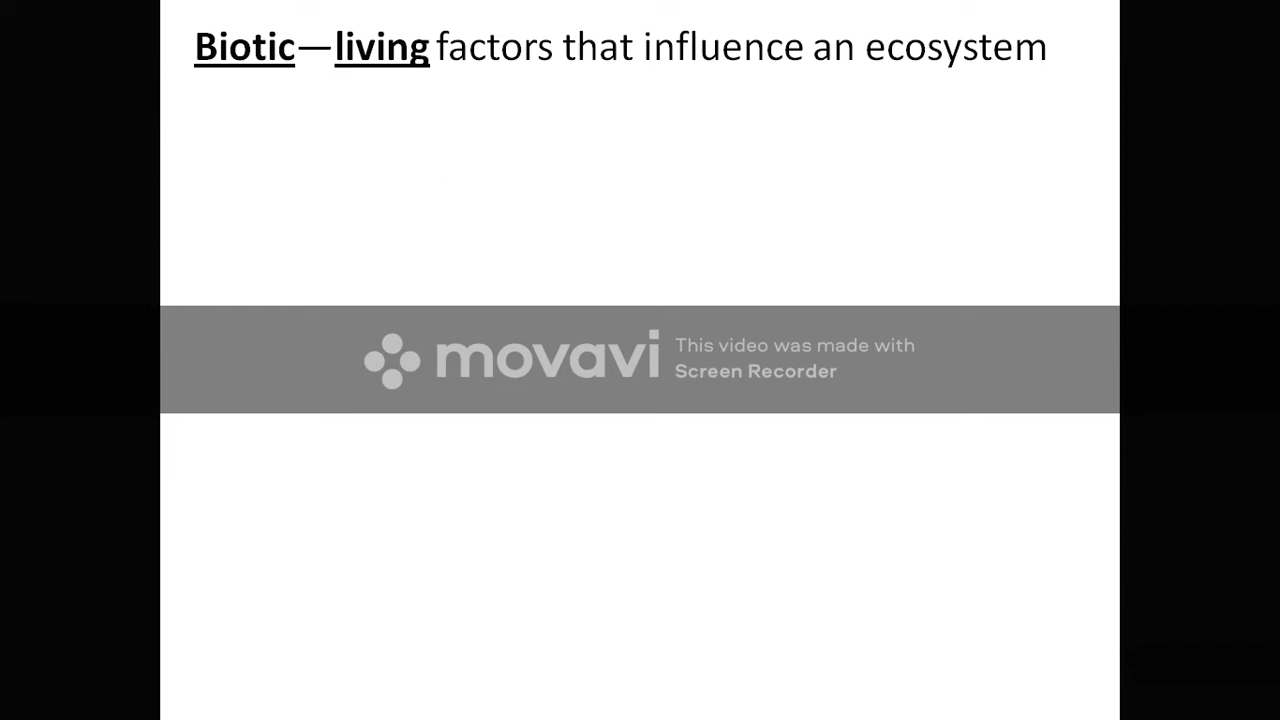 Biotic—living factors that influence an ecosystem
movavi
This video was made with
Screen Recorder